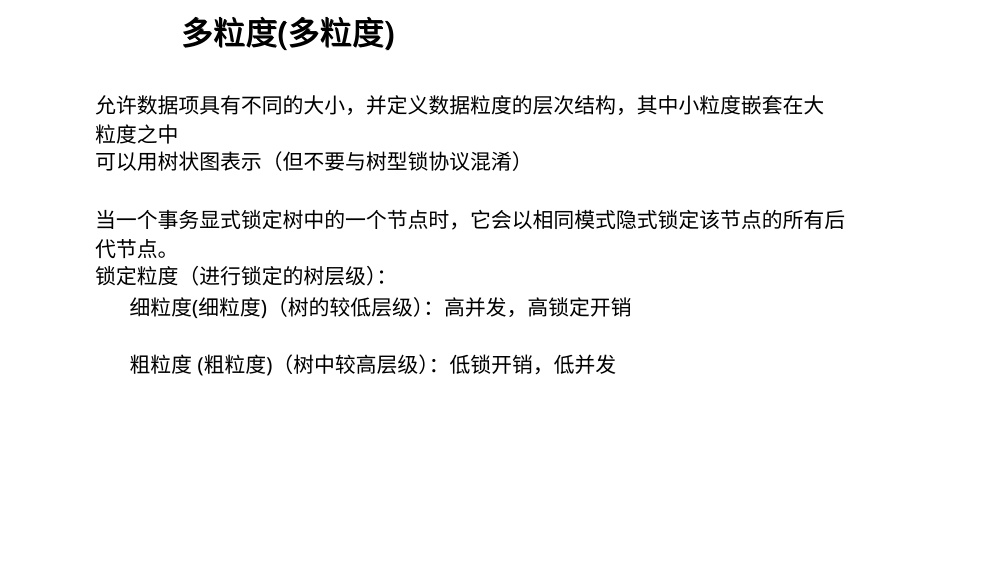 多粒度(多粒度)
允许数据项具有不同的大小，并定义数据粒度的层次结构，其中小粒度嵌套在大
粒度之中
可以用树状图表示（但不要与树型锁协议混淆）
当一个事务显式锁定树中的一个节点时，它会以相同模式隐式锁定该节点的所有后
代节点。
锁定粒度（进行锁定的树层级）：
细粒度(细粒度)（树的较低层级）：高并发，高锁定开销
粗粒度 (粗粒度)（树中较高层级）：低锁开销，低并发